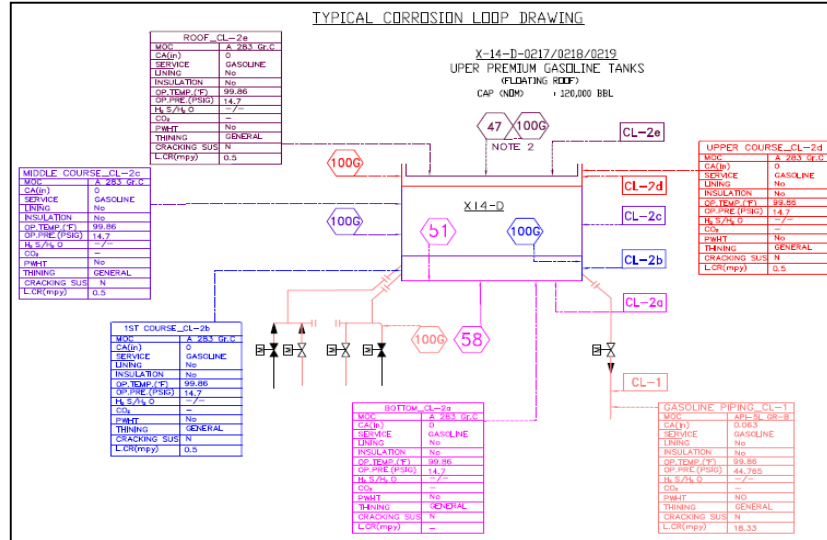 TYPICAL CORROSION LOOP DRAWING
X-14-D-0217/0218/0219
UPER PREMIUM GASOLINE TANKS
(FLOATING ROOF)
CAP (NOM) : 120,000 BBL
ROOF_CL-2e
MOC A 283 Gr.C
CA(in) 0
SERVICE GASOLINE
LINING No
INSULATION No
OP.TEMP.(°F) 99.86
OP.PRE.(PSIG) 14.7
H₂ S/H₂ O -/-
CO₂ -
PWHT No
THINING GENERAL
CRACKING SUS N
L.CR(mpy) 0.5
47
100G
NOTE 2
CL-2e
UPPER COURSE_CL-2d
MOC A 283 Gr.C
CA(in) 0
SERVICE GASOLINE
LINING No
INSULATION No
OP.TEMP.(°F) 99.86
OP.PRE.(PSIG) 14.7
H₂ S/H₂ O -/-
CO₂ -
PWHT No
THINING GENERAL
CRACKING SUS N
L.CR(mpy) 0.5
MIDDLE COURSE_CL-2c
MOC A 283 Gr.C
CA(in) 0
SERVICE GASOLINE
LINING No
INSULATION No
OP.TEMP.(°F) 99.86
OP.PRE.(PSIG) 14.7
H₂ S/H₂ O -/-
CO₂ -
PWHT No
THINING GENERAL
CRACKING SUS N
L.CR(mpy) 0.5
100G
CL-2d
X14-D
100G
CL-2c
51
100G
CL-2b
CL-2a
100G
58
1ST COURSE_CL-2b
MOC A 283 Gr.C
CA(in) 0
SERVICE GASOLINE
LINING No
INSULATION No
OP.TEMP.(°F) 99.86
OP.PRE.(PSIG) 14.7
H₂ S/H₂ O -/-
CO₂ -
PWHT No
THINING GENERAL
CRACKING SUS N
L.CR(mpy) 0.5
CL-1
BOTTOM_CL-2a
MOC A 283 Gr.C
CA(in) 0
SERVICE GASOLINE
LINING No
INSULATION No
OP.TEMP.(°F) 99.86
OP.PRE.(PSIG) 14.7
H₂ S/H₂ O -/-
CO₂ -
PWHT No
THINING GENERAL
CRACKING SUS N
L.CR(mpy) -
GASOLINE PIPING_CL-1
MOC API-5L GR-B
CA(in) 0.063
SERVICE GASOLINE
LINING No
INSULATION No
OP.TEMP.(°F) 99.86
OP.PRE.(PSIG) 44.765
H₂ S/H₂ O -/-
CO₂ -
PWHT NO
THINING GENERAL
CRACKING SUS N
L.CR(mpy) 18.33